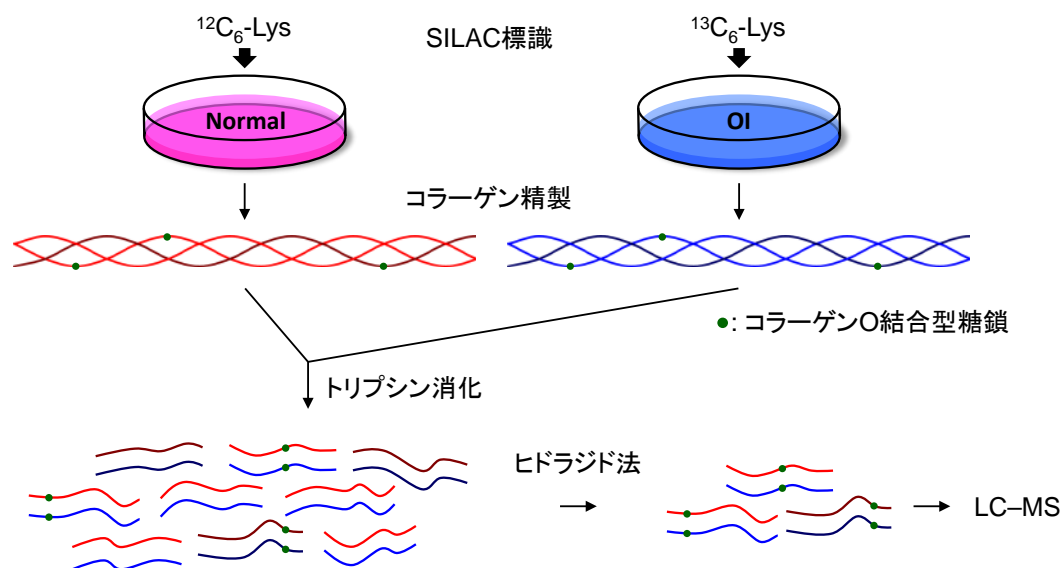 ¹²C₆-Lys
SILAC標識
¹³C₆-Lys
Normal
OI
コラーゲン精製
●: コラーゲンO結合型糖鎖
トリプシン消化
ヒドラジド法
LC–MS